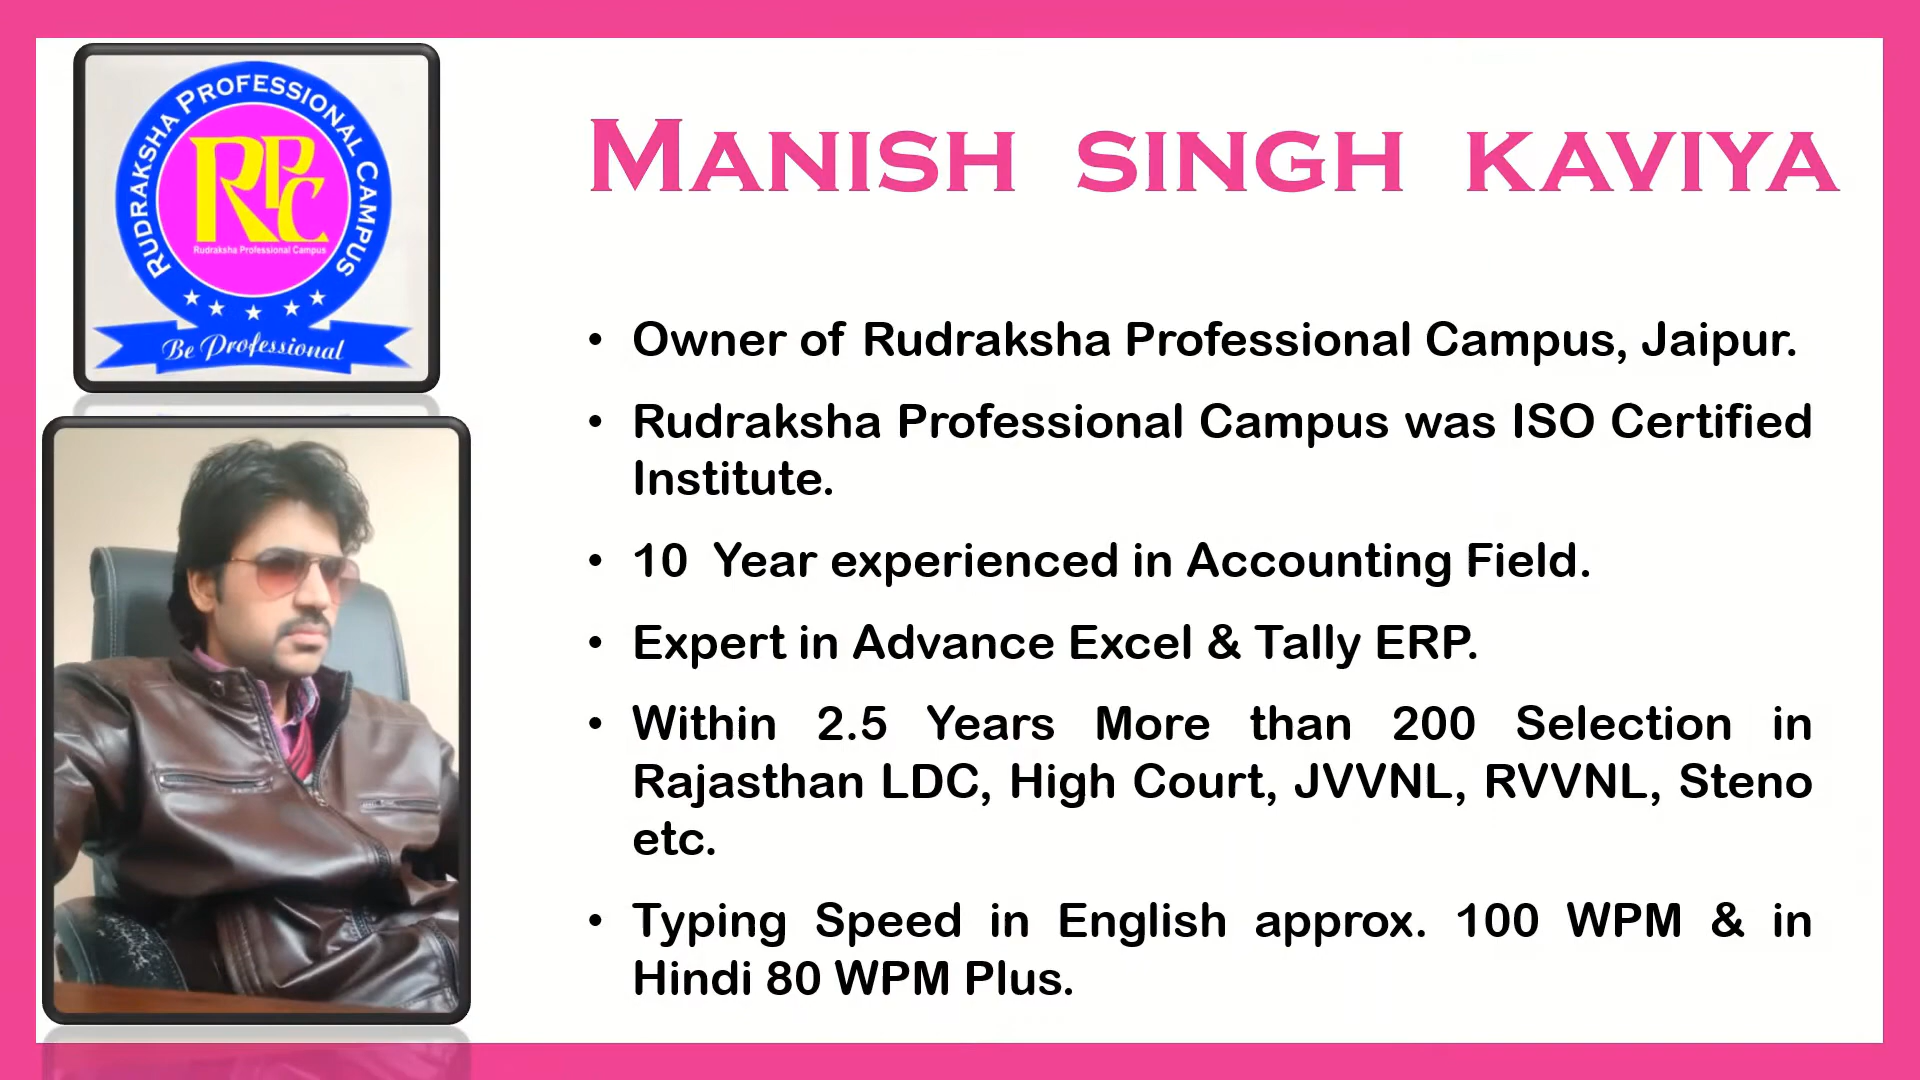 RUDRAKSHA PROFESSIONAL CAMPUS
RPC
Rudraksha Professional Campus
Be Professional
MANISH SINGH KAVIYA
• Owner of Rudraksha Professional Campus, Jaipur.
• Rudraksha Professional Campus was ISO Certified
Institute.
• 10 Year experienced in Accounting Field.
• Expert in Advance Excel & Tally ERP.
• Within 2.5 Years More than 200 Selection in
Rajasthan LDC, High Court, JVVNL, RVVNL, Steno
etc.
• Typing Speed in English approx. 100 WPM & in
Hindi 80 WPM Plus.